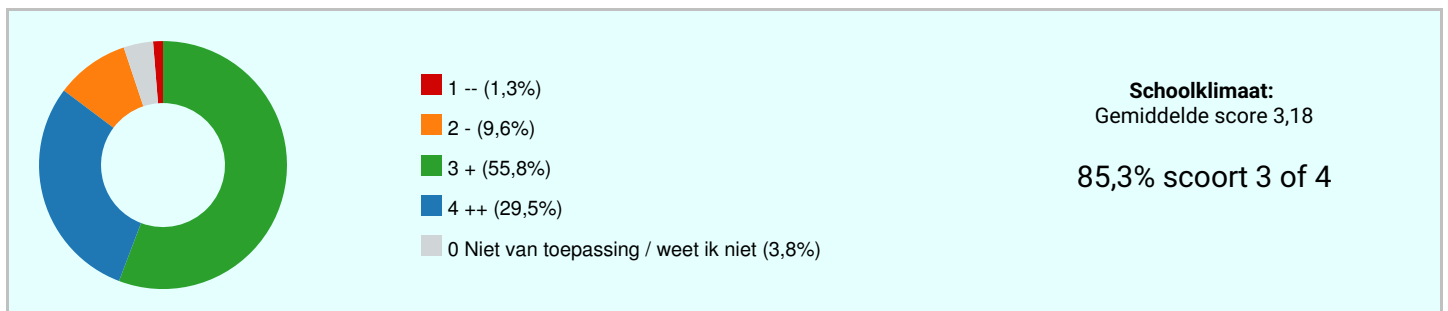 1 -- (1,3%)
2 - (9,6%)
3 + (55,8%)
4 ++ (29,5%)
0 Niet van toepassing / weet ik niet (3,8%)
Schoolklimaat:
Gemiddelde score 3,18
85,3% scoort 3 of 4